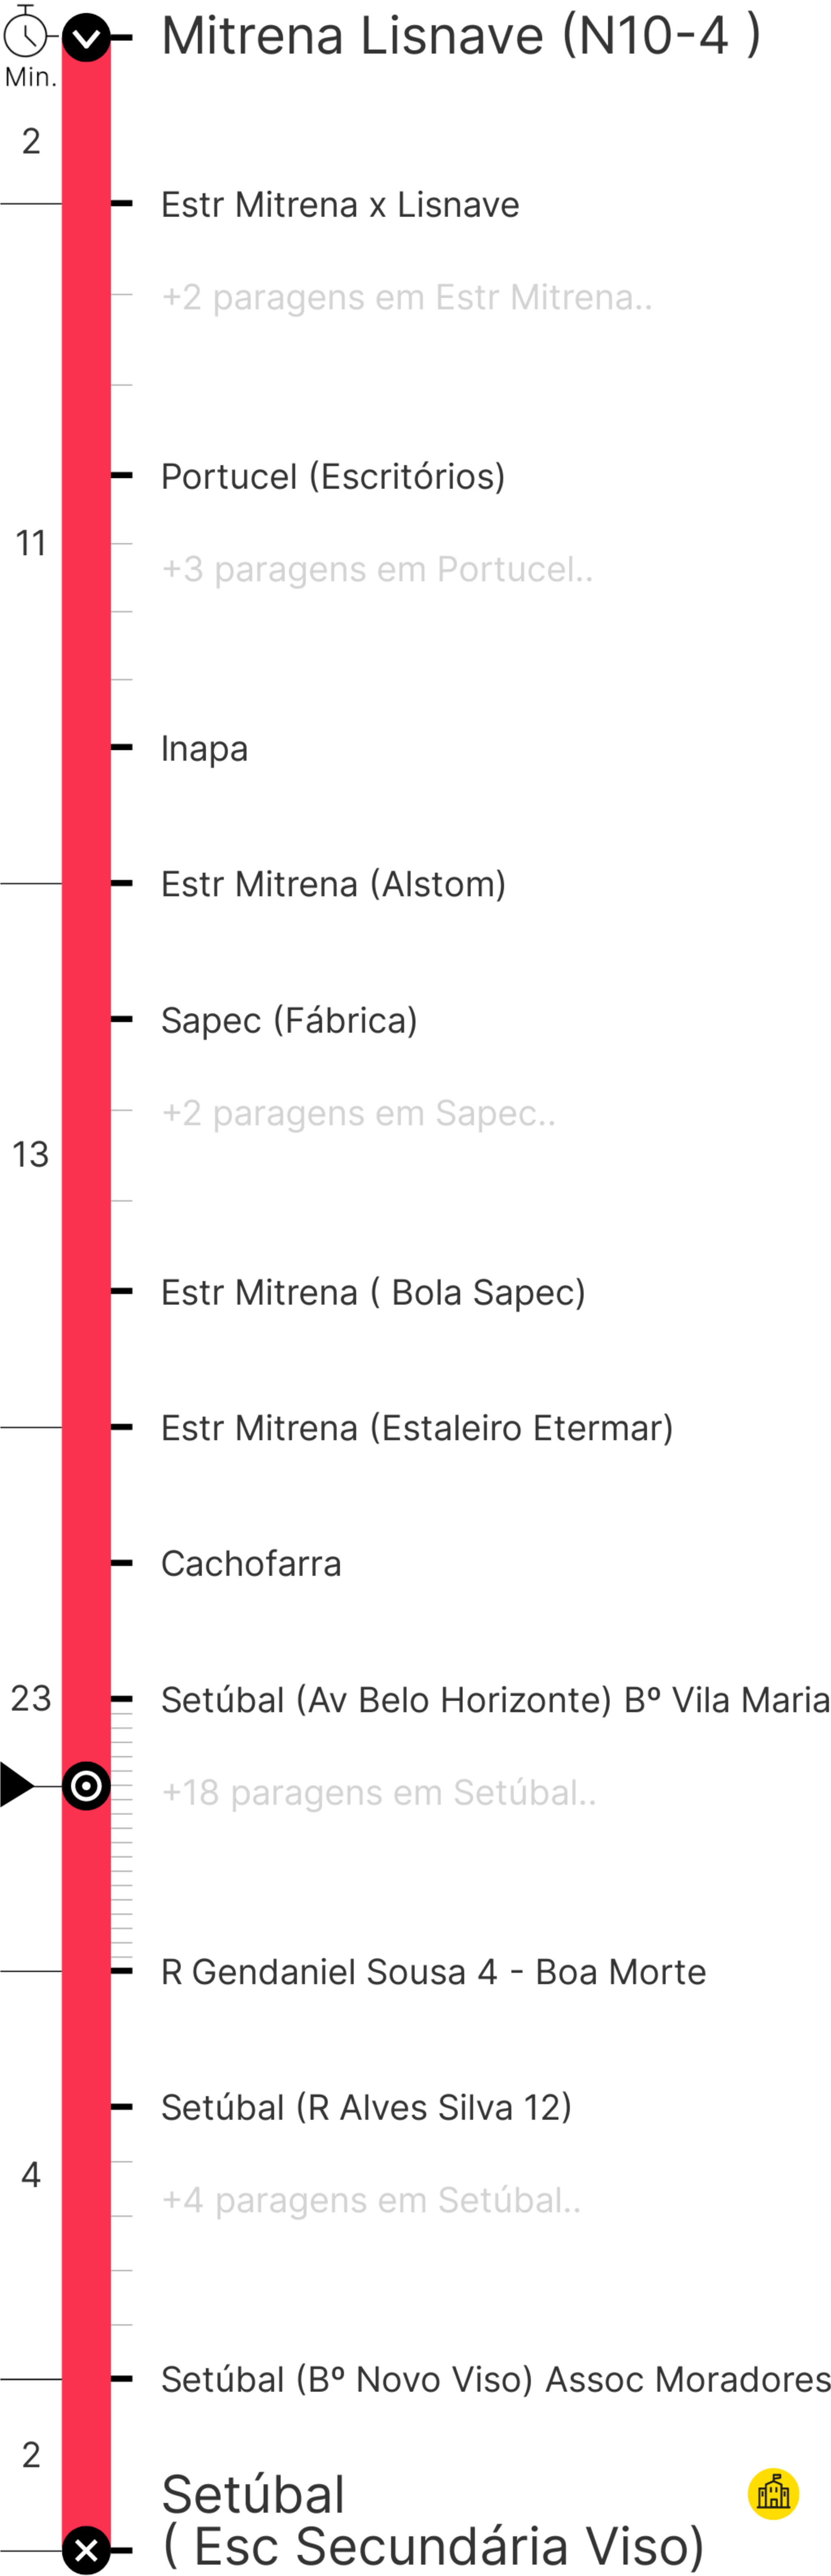 Mitrena Lisnave (N10-4 )
Min.
2
Estr Mitrena x Lisnave
+2 paragens em Estr Mitrena..
Portucel (Escritórios)
11
+3 paragens em Portucel..
Inapa
Estr Mitrena (Alstom)
Sapec (Fábrica)
+2 paragens em Sapec..
13
Estr Mitrena ( Bola Sapec)
Estr Mitrena (Estaleiro Etermar)
Cachofarra
23
Setúbal (Av Belo Horizonte) Bº Vila Maria
+18 paragens em Setúbal..
R Gendaniel Sousa 4 - Boa Morte
Setúbal (R Alves Silva 12)
4
+4 paragens em Setúbal..
Setúbal (Bº Novo Viso) Assoc Moradores
2
Setúbal
( Esc Secundária Viso)